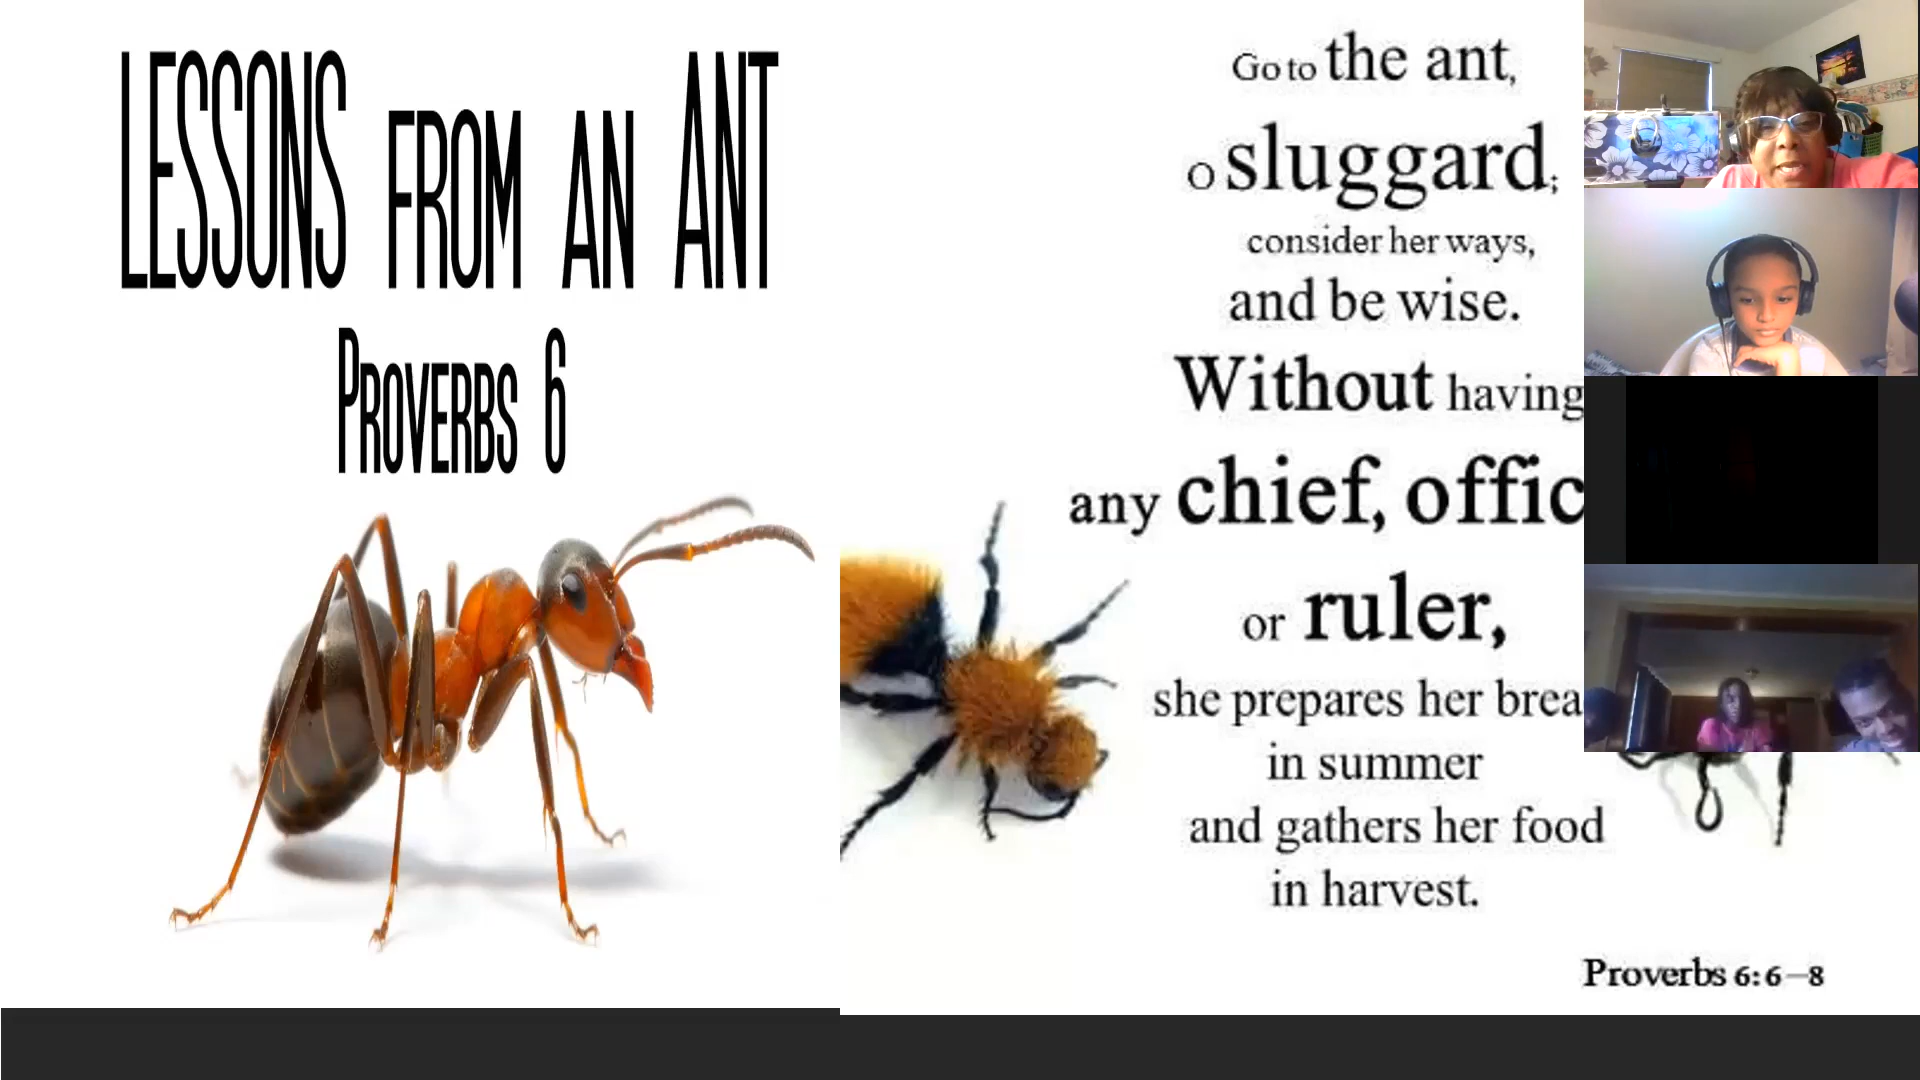 LESSONS FROM AN ANT
PROVERBS 6
Go to the ant,
O sluggard;
consider her ways,
and be wise.
Without having
any chief, offic
or ruler,
she prepares her brea
in summer
and gathers her food
in harvest.
Proverbs 6:6–8